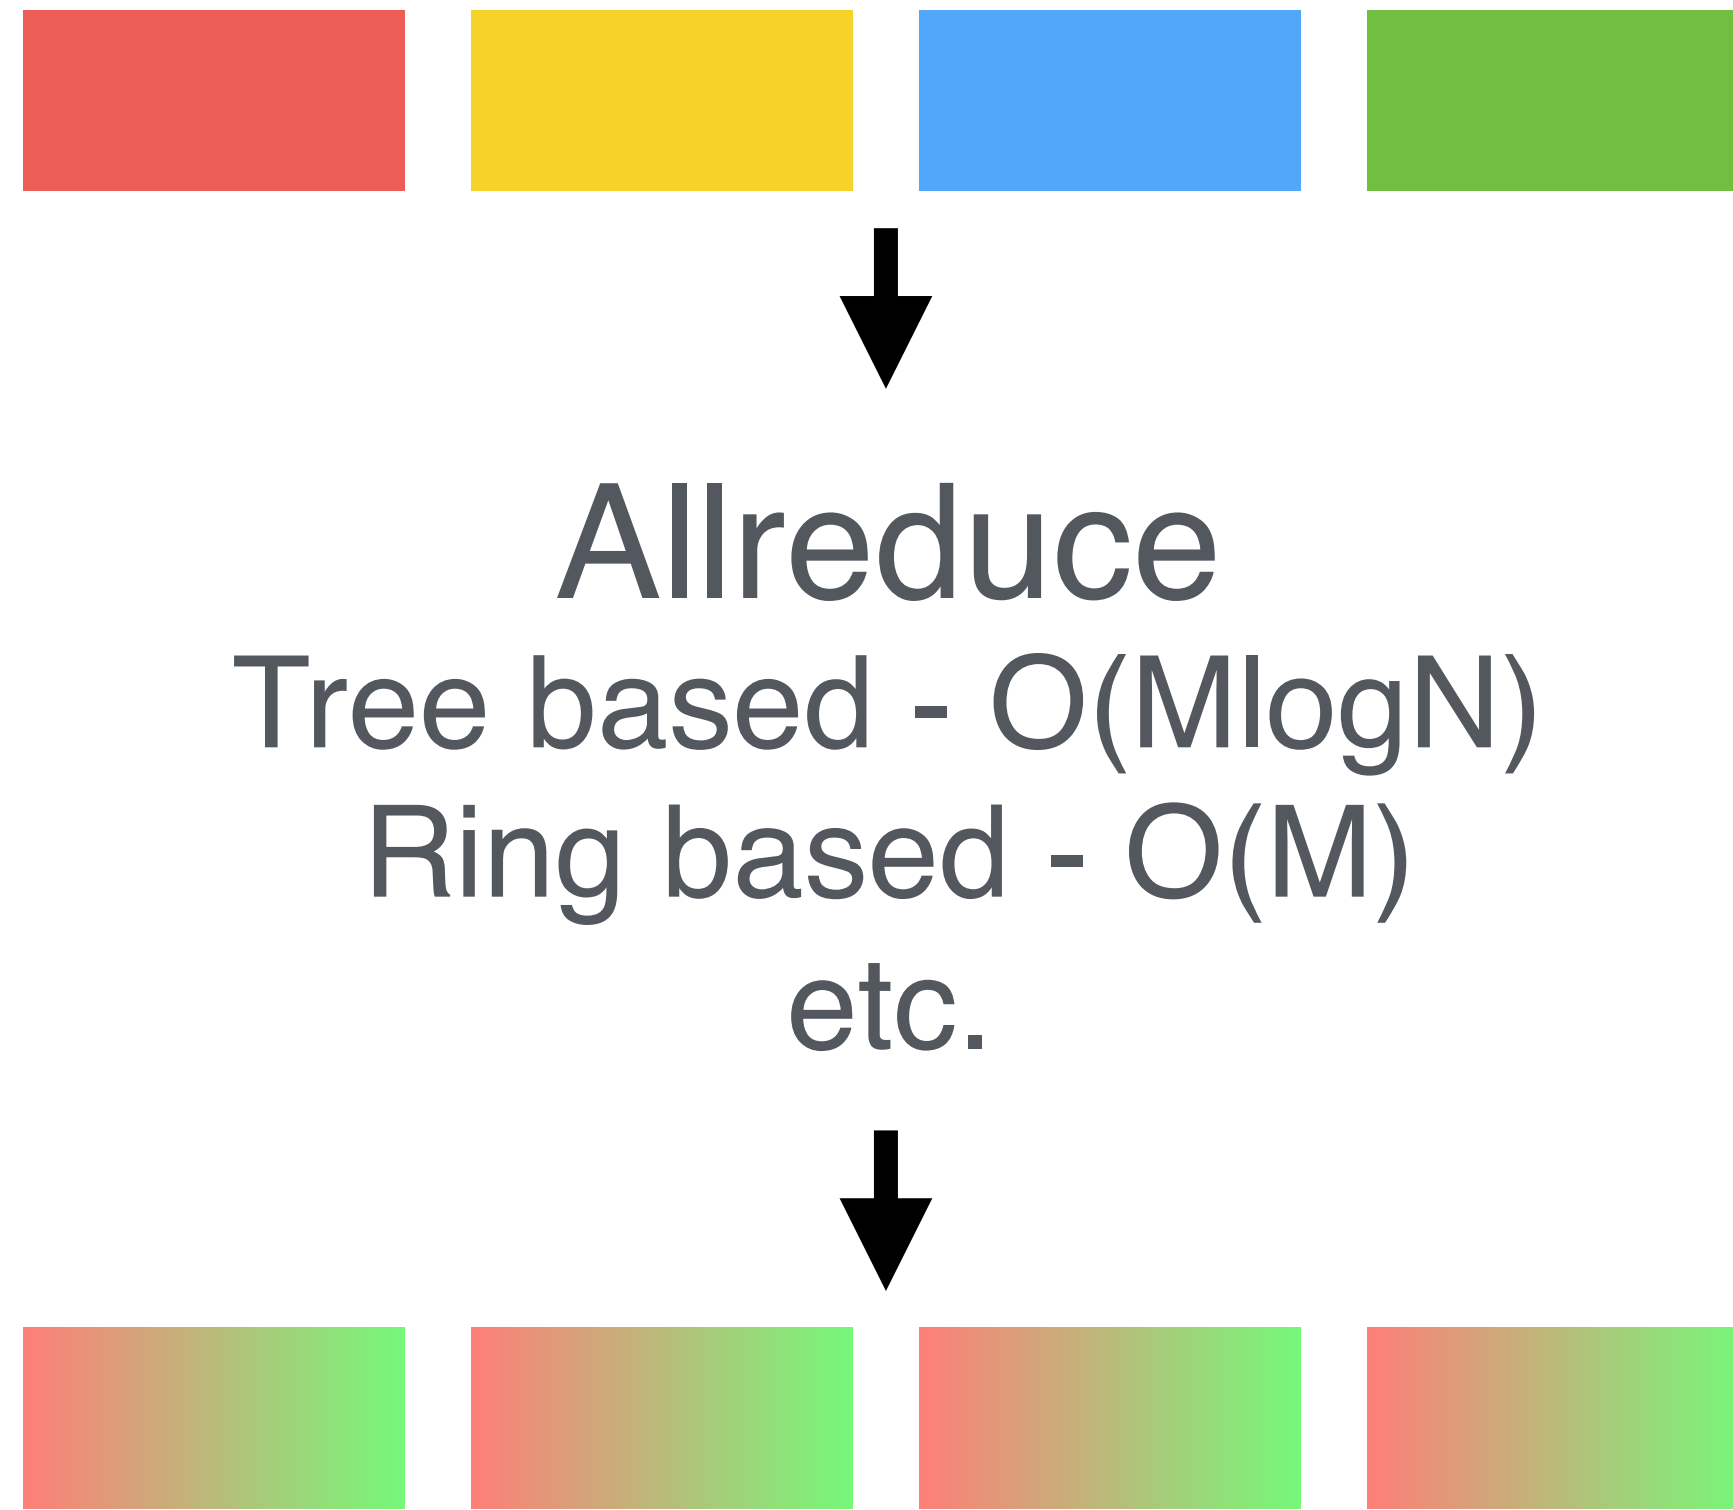 Allreduce
Tree based - O(MlogN)
Ring based - O(M)
etc.